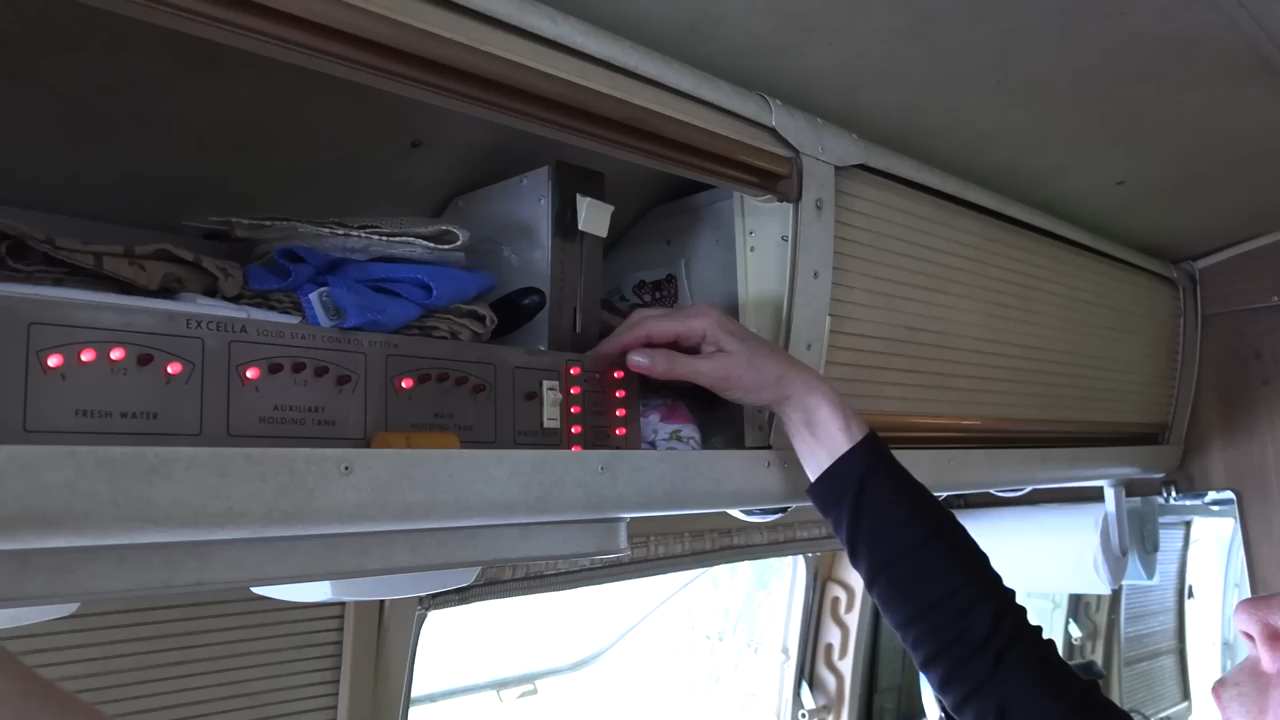 EXCELLA SOLID STATE CONTROL SYSTEM
E 1/2
FRESH WATER
1/2
AUXILIARY
HOLDING TANK
MAIN
HOLDING TANK